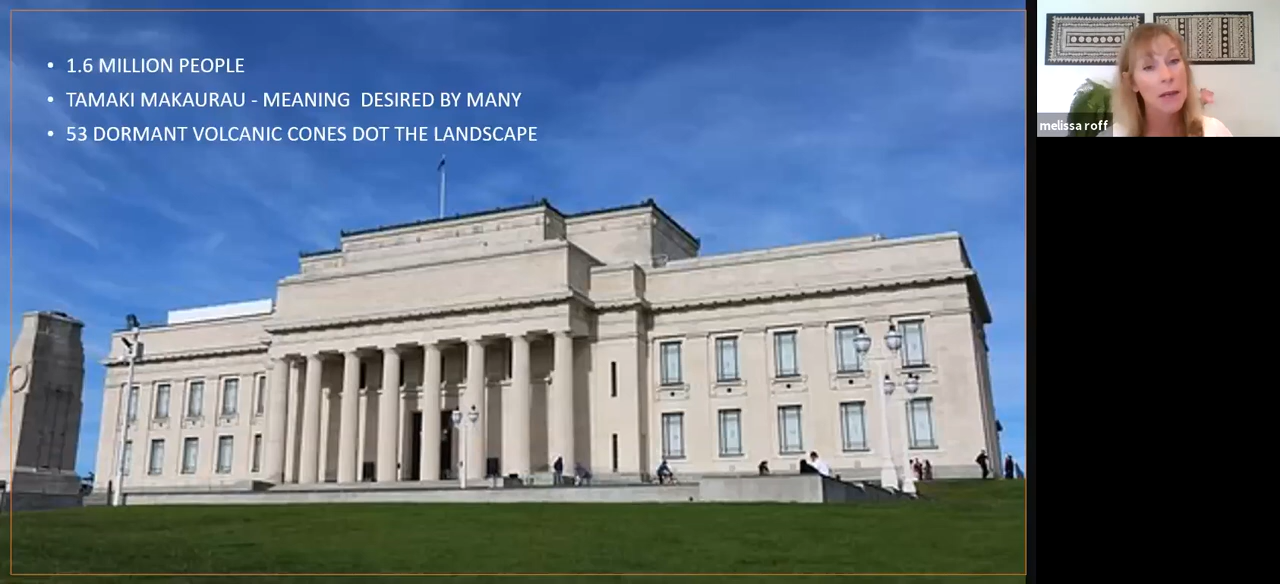 • 1.6 MILLION PEOPLE
• TAMAKI MAKAURAU - MEANING  DESIRED BY MANY
• 53 DORMANT VOLCANIC CONES DOT THE LANDSCAPE
melissa roff